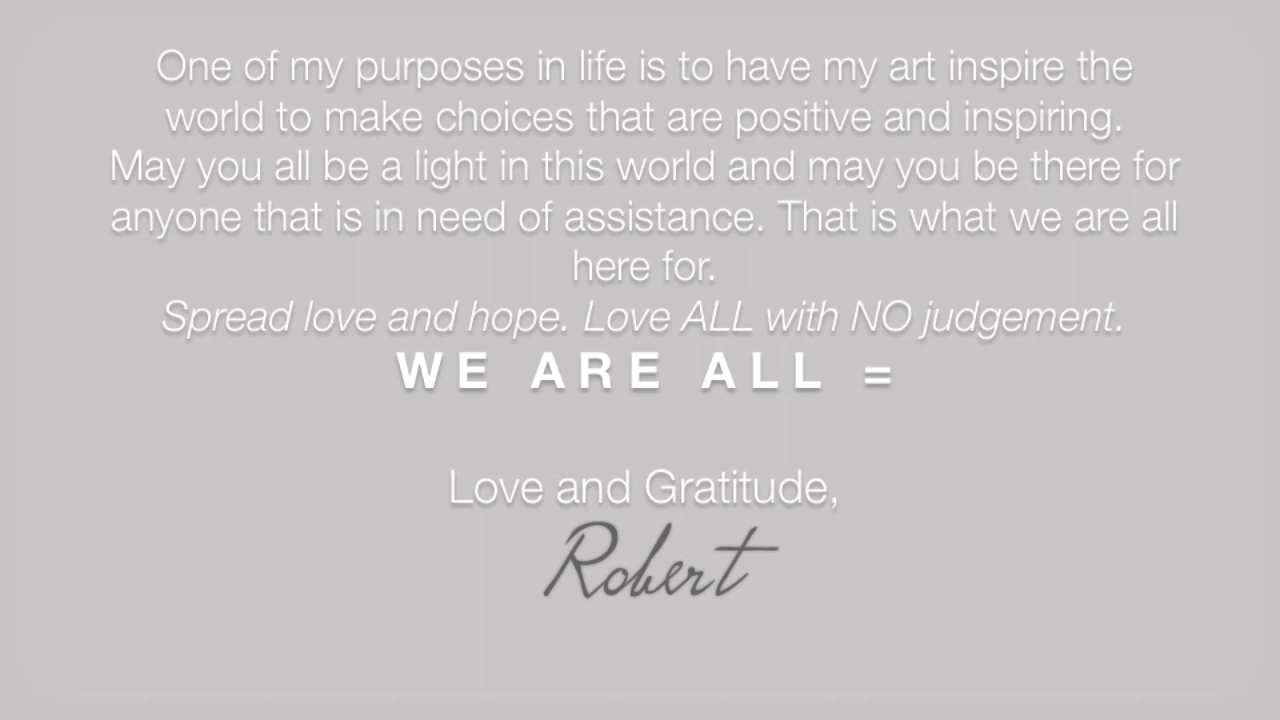 One of my purposes in life is to have my art inspire the
world to make choices that are positive and inspiring.
May you all be a light in this world and may you be there for
anyone that is in need of assistance. That is what we are all
here for.
Spread love and hope. Love ALL with NO judgement.
WE ARE ALL =
Love and Gratitude,
Robert